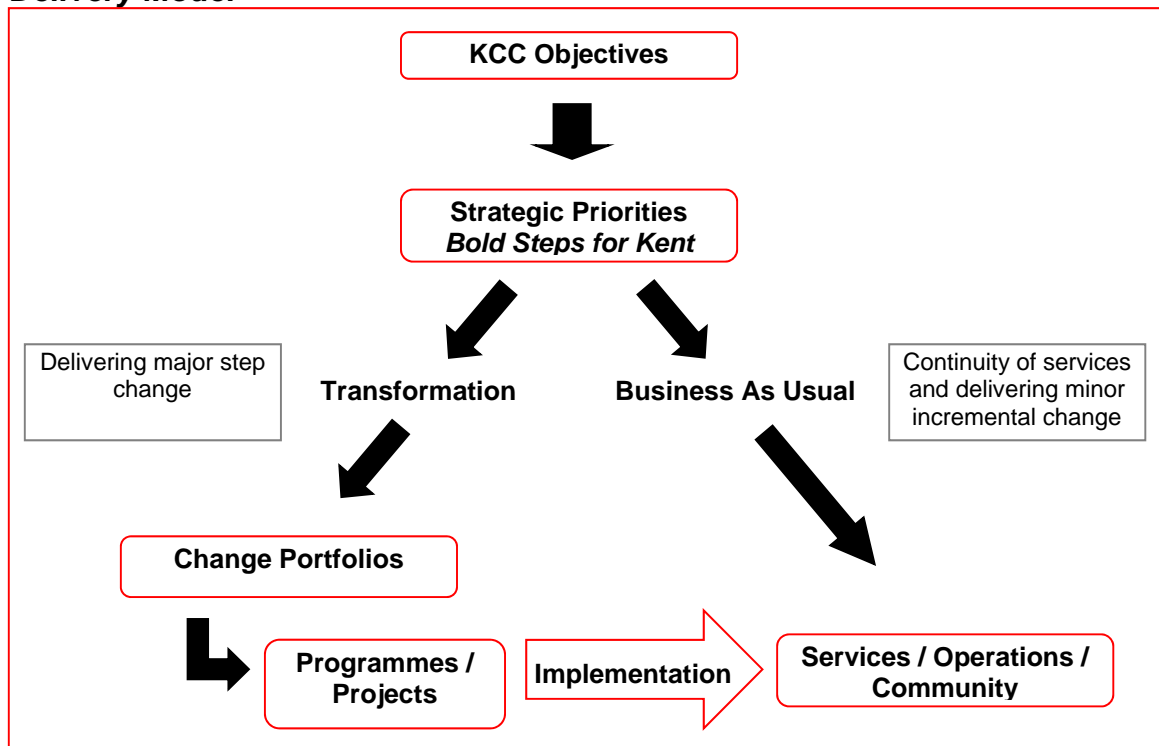 Delivery Model
KCC Objectives
Strategic Priorities
Bold Steps for Kent
Delivering major step
change
Transformation
Business As Usual
Continuity of services
and delivering minor
incremental change
Change Portfolios
Programmes /
Projects
Implementation
Services / Operations /
Community